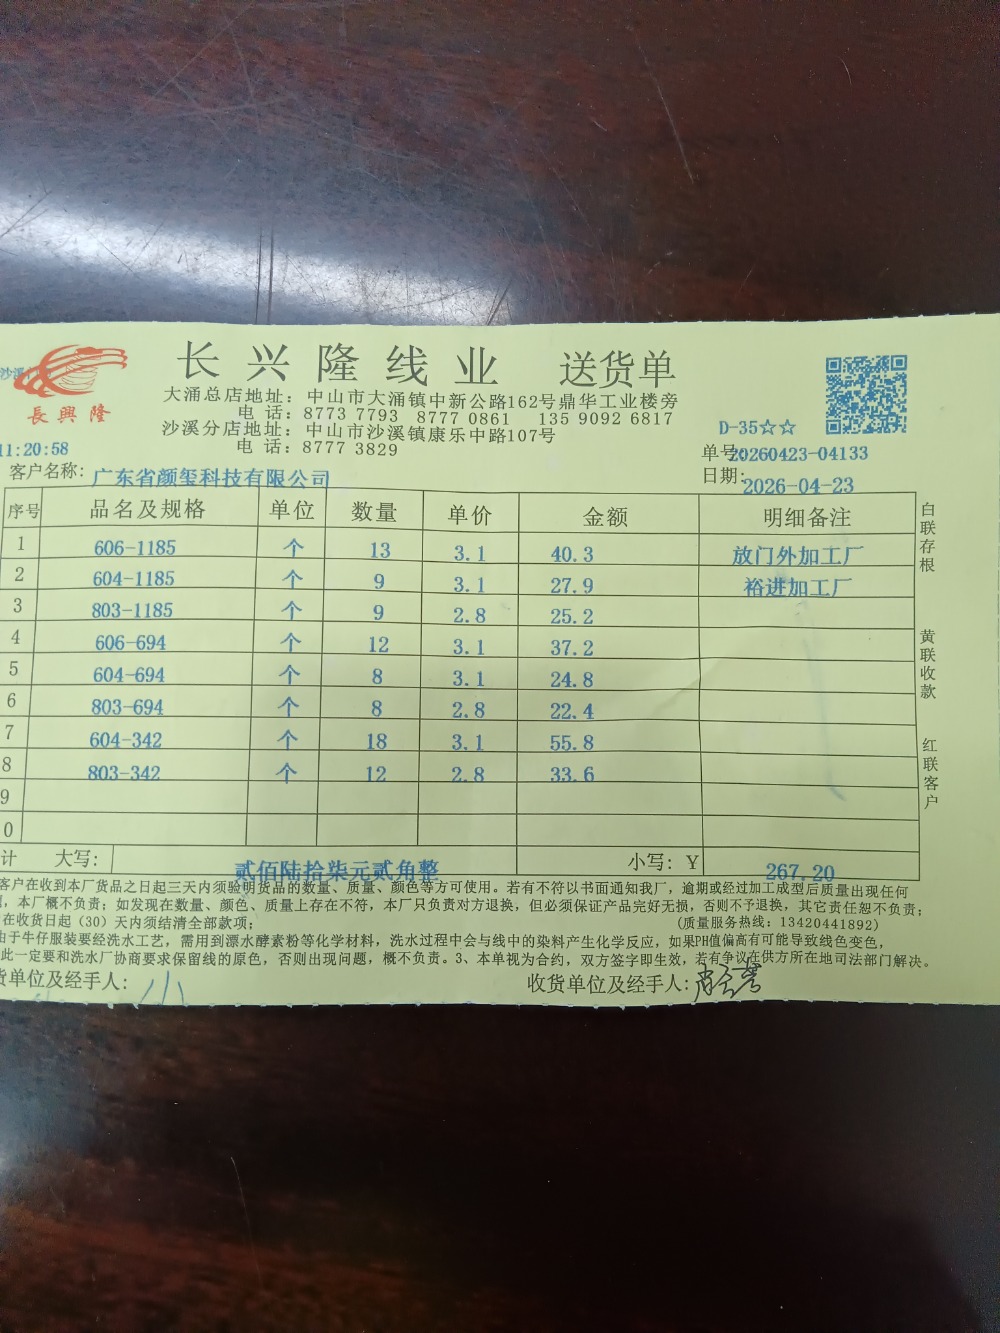 长兴隆线业 送货单
沙溪
長興隆
大涌总店地址：中山市大涌镇中新公路162号鼎华工业楼旁
电 话：8773 7793 8777 0861 135 9092 6817
沙溪分店地址：中山市沙溪镇康乐中路107号
电 话：8777 3829
D-35☆☆
11:20:58
单号:20260423-04133
客户名称：广东省颜玺科技有限公司
日期：2026-04-23
序号 品名及规格 单位 数量 单价 金额 明细备注
1 606-1185 个 13 3.1 40.3 放门外加工厂
2 604-1185 个 9 3.1 27.9 裕进加工厂
3 803-1185 个 9 2.8 25.2
4 606-694 个 12 3.1 37.2
5 604-694 个 8 3.1 24.8
6 803-694 个 8 2.8 22.4
7 604-342 个 18 3.1 55.8
8 803-342 个 12 2.8 33.6
9
0
计 大写： 贰佰陆拾柒元贰角整 小写：Y 267.20
白联存根
黄联收款
红联客户
客户在收到本厂货品之日起三天内须验明货品的数量、质量、颜色等方可使用。若有不符以书面通知我厂，逾期或经过加工成型后质量出现任何
，本厂概不负责；如发现在数量、颜色、质量上存在不符，本厂只负责对方退换，但必须保证产品完好无损，否则不予退换，其它责任恕不负责；
在收货日起（30）天内须结清全部款项； (质量服务热线：13420441892)
由于牛仔服装要经洗水工艺，需用到漂水酵素粉等化学材料，洗水过程中会与线中的染料产生化学反应，如果PH值偏高有可能导致线色变色，
此一定要和洗水厂协商要求保留线的原色，否则出现问题，概不负责。3、本单视为合约，双方签字即生效，若有争议在供方所在地司法部门解决。
货单位及经手人： 收货单位及经手人：